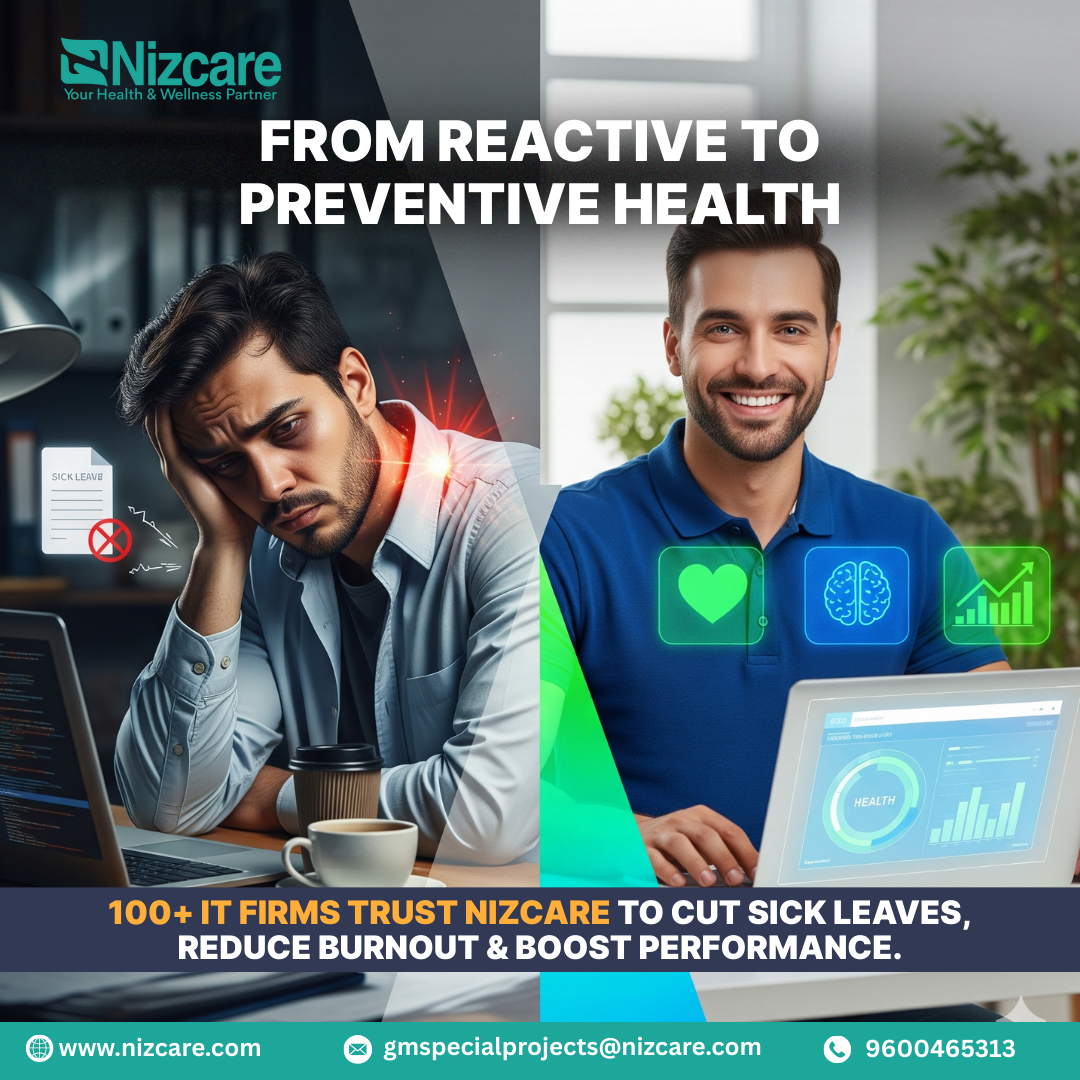 Nizcare
Your Health & Wellness Partner
FROM REACTIVE TO
PREVENTIVE HEALTH
SICK LEAVB
HEALTH
100+ IT FIRMS TRUST NIZCARE TO CUT SICK LEAVES,
REDUCE BURNOUT & BOOST PERFORMANCE.
www.nizcare.com
gmspecialprojects@nizcare.com
9600465313